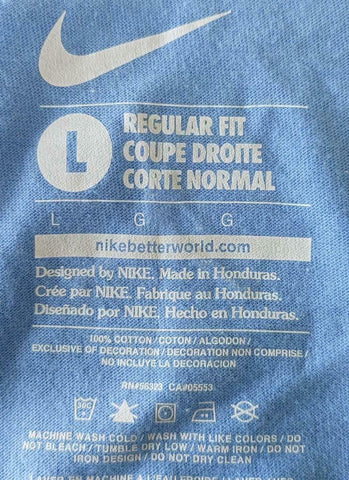 L
REGULAR FIT
COUPE DROITE
CORTE NORMAL
L G G
nikebetterworld.com
Designed by NIKE. Made in Honduras.
Crée par NIKE. Fabrique au Honduras.
Diseñado por NIKE. Hecho en Honduras.
100% COTTON / COTON / ALGODON /
EXCLUSIVE OF DECORATION / DECORATION NON COMPRISE /
NO INCLUYE LA DECORACION
RN#56323 CA#05553
MACHINE WASH COLD / WASH WITH LIKE COLORS / DO
NOT BLEACH / TUMBLE DRY LOW / WARM IRON / DO NOT
IRON DESIGN / DO NOT DRY CLEAN